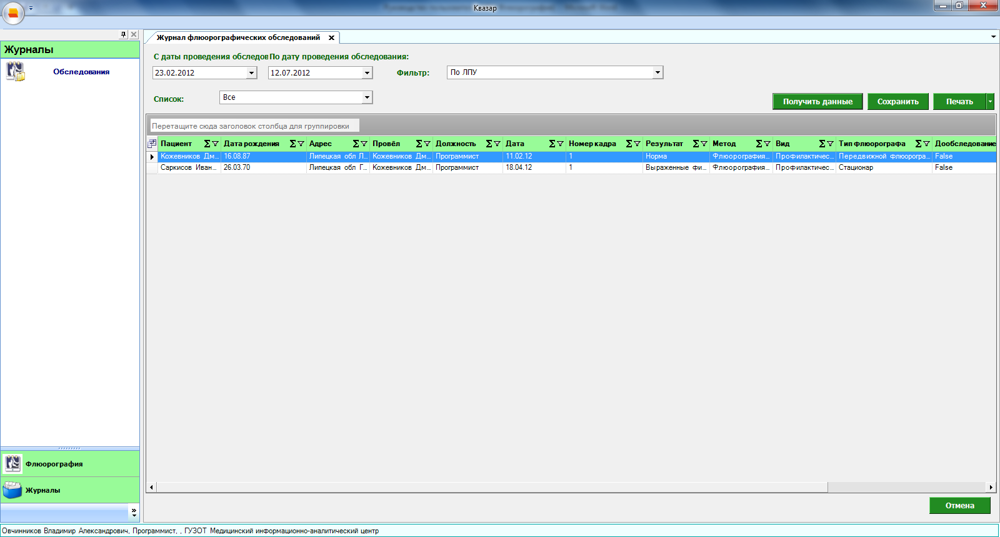 Квазар
Журналы
Обследования
Журнал флюорографических обследований
С даты проведения обследов По дату проведения обследования:
23.02.2012 12.07.2012 Фильтр: По ЛПУ
Список: Все
Получить данные Сохранить Печать
Перетащите сюда заголовок столбца для группировки
Пациент Дата рождения Адрес Провёл Должность Дата Номер кадра Результат Метод Вид Тип флюорографа Дообследование
Кожевников Дм... 16.08.87 Липецкая обл Л... Кожевников Дм... Программист 11.02.12 1 Норма Флюорография... Профилактичес... Передвижной флюорогра... False
Саркисов Иван... 26.03.70 Липецкая обл Г... Кожевников Дм... Программист 18.04.12 1 Выраженные фи... Флюорография... Профилактичес... Стационар False
Флюорография
Журналы
Отмена
Овчинников Владимир Александрович, Программист, , ГУЗОТ Медицинский информационно-аналитический центр